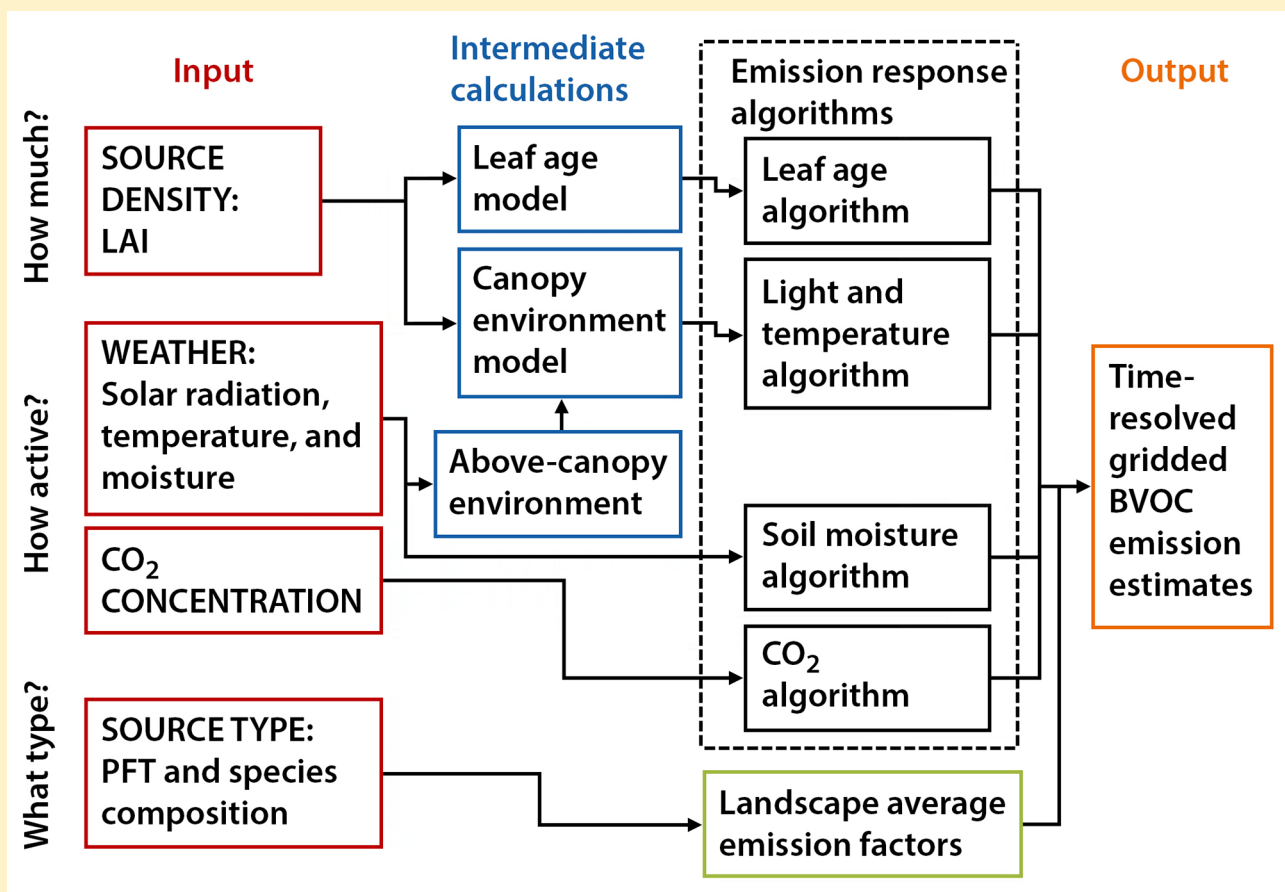 Input
Intermediate
calculations
Emission response
algorithms
Output
How much?
SOURCE
DENSITY:
LAI
Leaf age
model
Leaf age
algorithm
Canopy
environment
model
Light and
temperature
algorithm
How active?
WEATHER:
Solar radiation,
temperature, and
moisture
Above-canopy
environment
Soil moisture
algorithm
CO₂
CONCENTRATION
CO₂
algorithm
Time-
resolved
gridded
BVOC
emission
estimates
What type?
SOURCE TYPE:
PFT and species
composition
Landscape average
emission factors